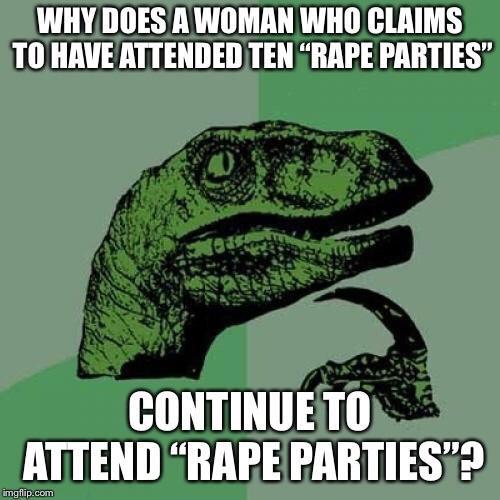 WHY DOES A WOMAN WHO CLAIMS
TO HAVE ATTENDED TEN “RAPE PARTIES”
CONTINUE TO
ATTEND “RAPE PARTIES”?
imgflip.com